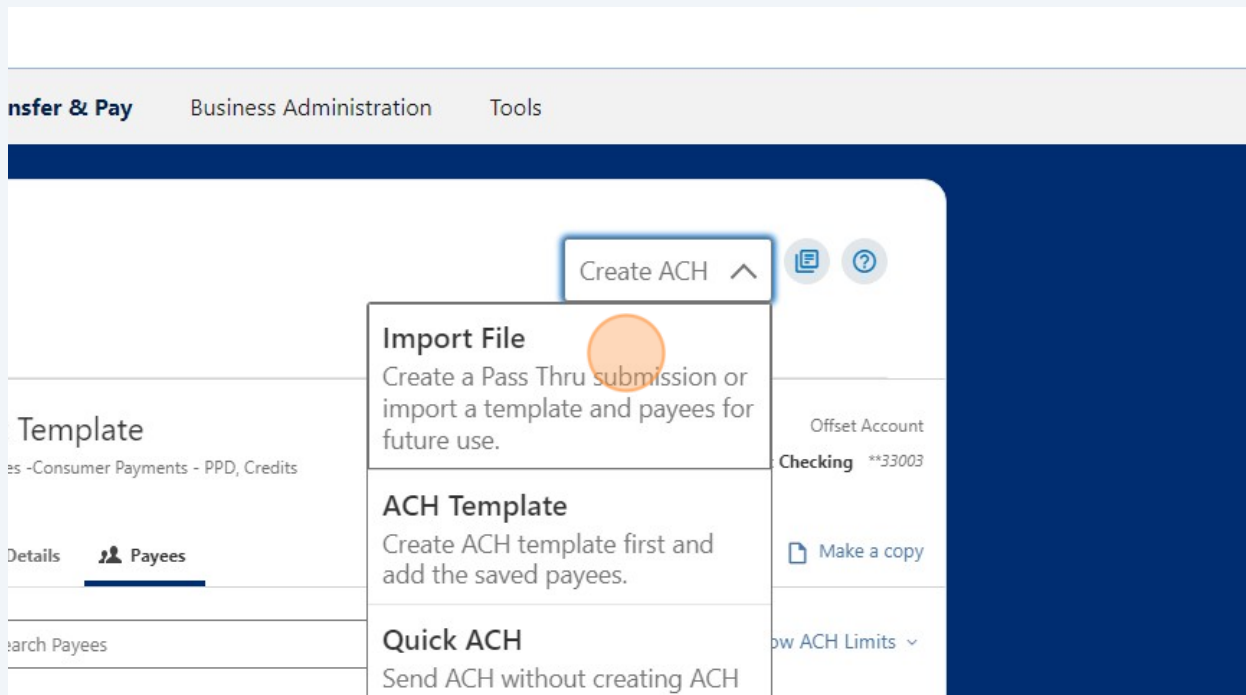 nsfer & Pay Business Administration Tools
Create ACH
Import File
Create a Pass Thru submission or
import a template and payees for
future use.
Template
Offset Account
es -Consumer Payments - PPD, Credits
Checking **33003
ACH Template
Create ACH template first and
add the saved payees.
Details Payees
Make a copy
Quick ACH
Send ACH without creating ACH
earch Payees
ow ACH Limits